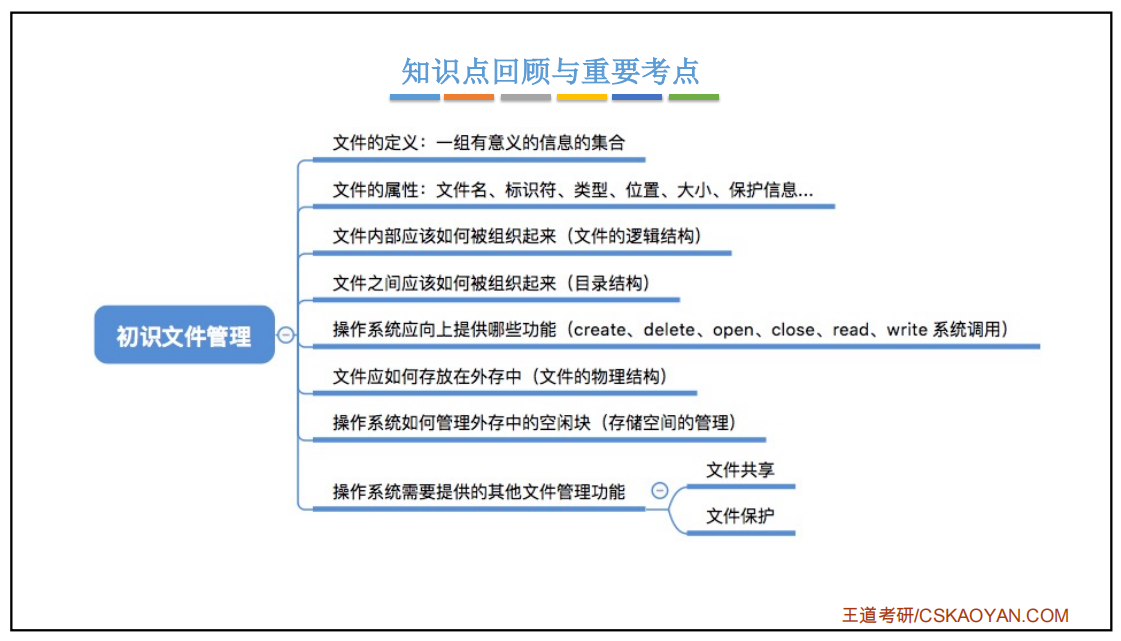 知识点回顾与重要考点
文件的定义：一组有意义的信息的集合
文件的属性：文件名、标识符、类型、位置、大小、保护信息...
文件内部应该如何被组织起来（文件的逻辑结构）
文件之间应该如何被组织起来（目录结构）
初识文件管理
操作系统应向上提供哪些功能（create、delete、open、close、read、write 系统调用）
文件应如何存放在外存中（文件的物理结构）
操作系统如何管理外存中的空闲块（存储空间的管理）
操作系统需要提供的其他文件管理功能
文件共享
文件保护
王道考研/CSKAOYAN.COM